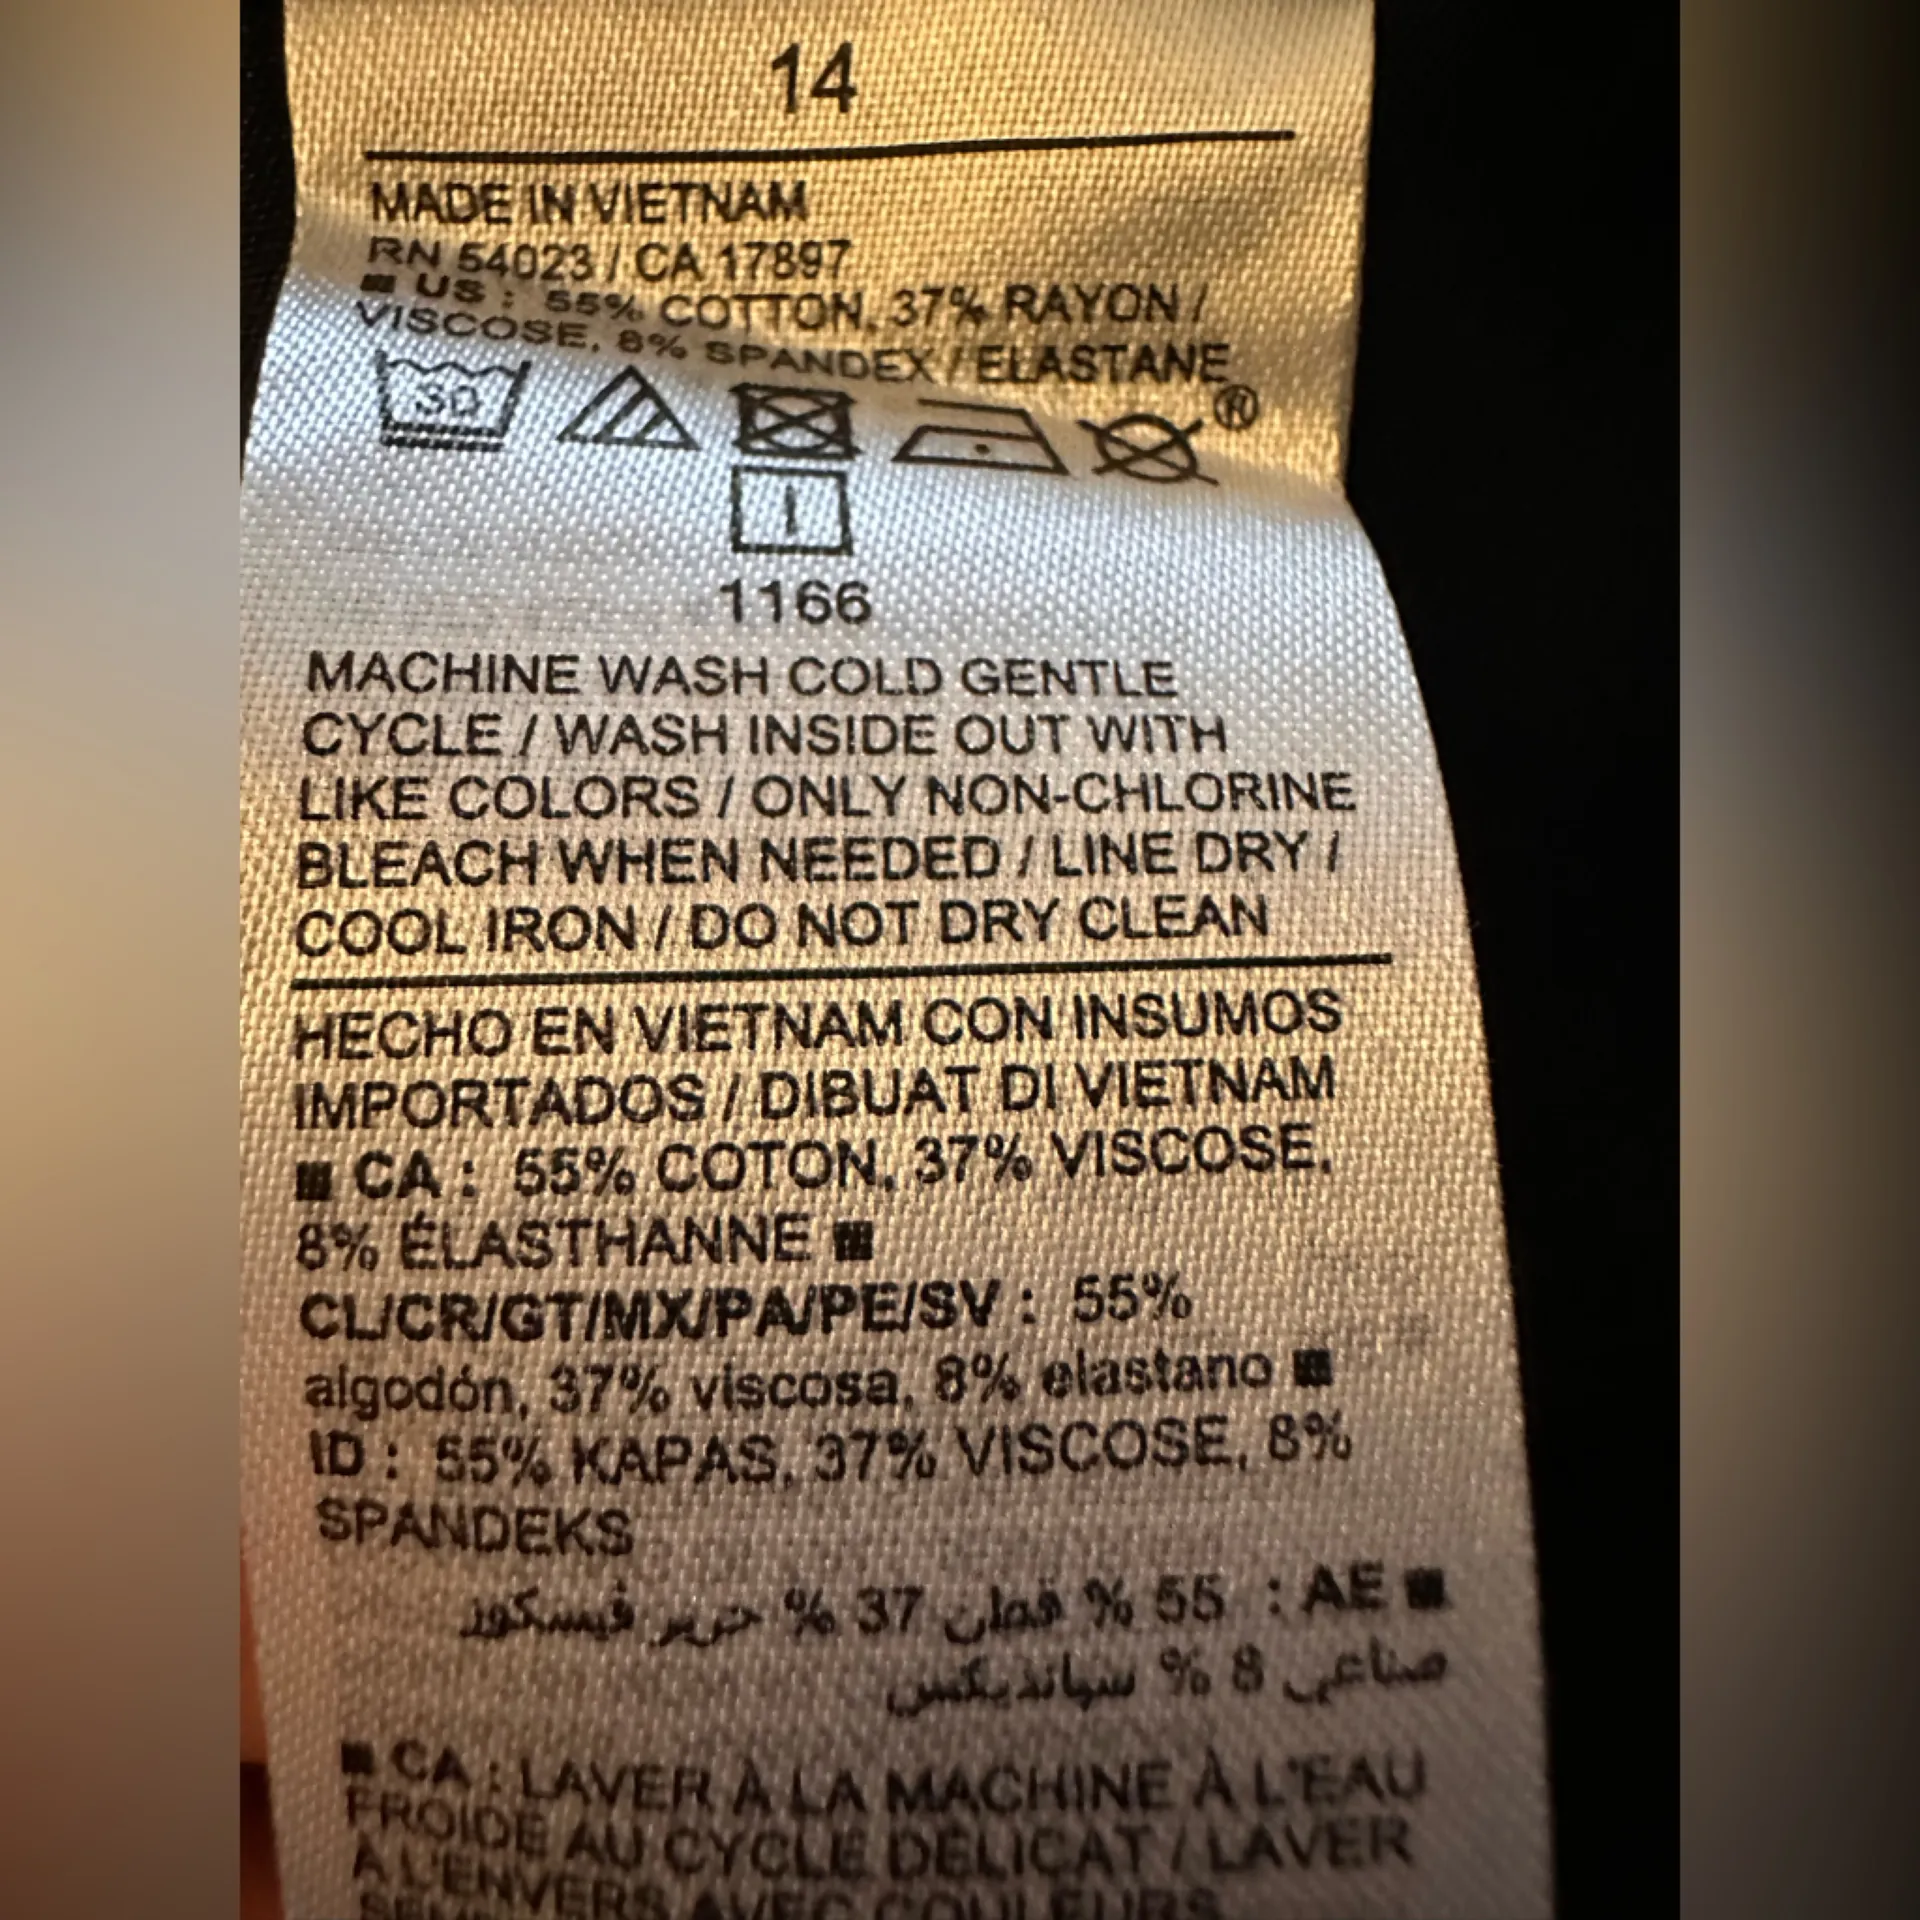 14
MADE IN VIETNAM
RN 54023 / CA 17897
■ US : 55% COTTON, 37% RAYON /
VISCOSE, 8% SPANDEX / ELASTANE
30
®
1166
MACHINE WASH COLD GENTLE
CYCLE / WASH INSIDE OUT WITH
LIKE COLORS / ONLY NON-CHLORINE
BLEACH WHEN NEEDED / LINE DRY /
COOL IRON / DO NOT DRY CLEAN
HECHO EN VIETNAM CON INSUMOS
IMPORTADOS / DIBUAT DI VIETNAM
■ CA : 55% COTON, 37% VISCOSE,
8% ÉLASTHANNE ■
CL/CR/GT/MX/PA/PE/SV : 55%
algodón, 37% viscosa, 8% elastano ■
ID : 55% KAPAS, 37% VISCOSE, 8%
SPANDEKS
■ AE : 55 % قطن 37 % حرير فيسكوز
صناعي 8 % سباندیكس
■ CA : LAVER À LA MACHINE À L'EAU
FROIDE AU CYCLE DÉLICAT / LAVER
À L'ENVERS AVEC COULEURS